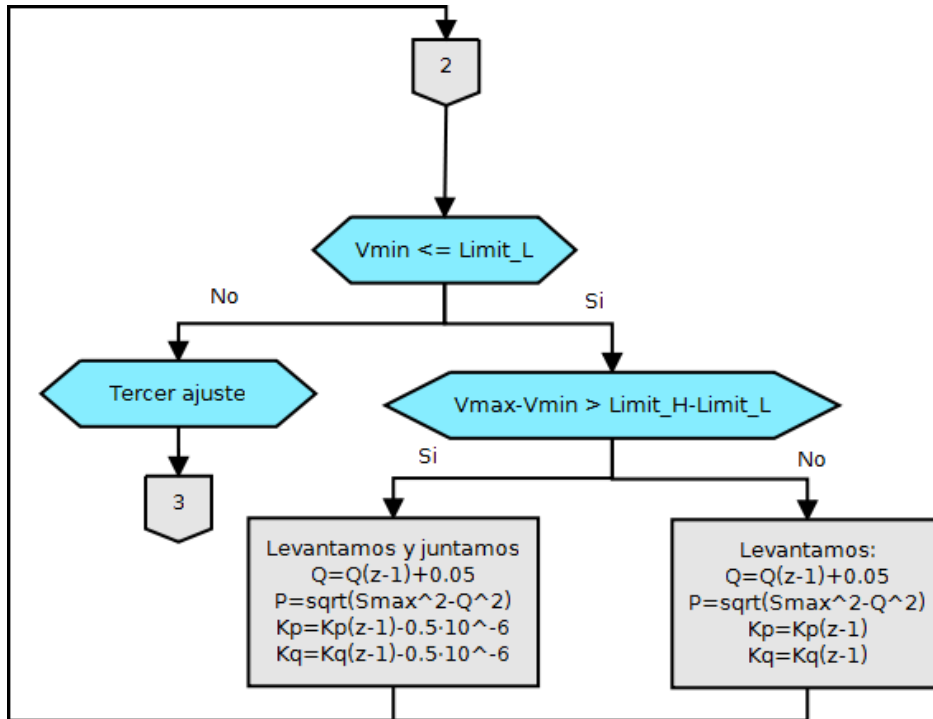 2
Vmin <= Limit_L
No
Si
Tercer ajuste
Vmax-Vmin > Limit_H-Limit_L
3
Si
No
Levantamos y juntamos
Q=Q(z-1)+0.05
P=sqrt(Smax^2-Q^2)
Kp=Kp(z-1)-0.5·10^-6
Kq=Kq(z-1)-0.5·10^-6
Levantamos:
Q=Q(z-1)+0.05
P=sqrt(Smax^2-Q^2)
Kp=Kp(z-1)
Kq=Kq(z-1)